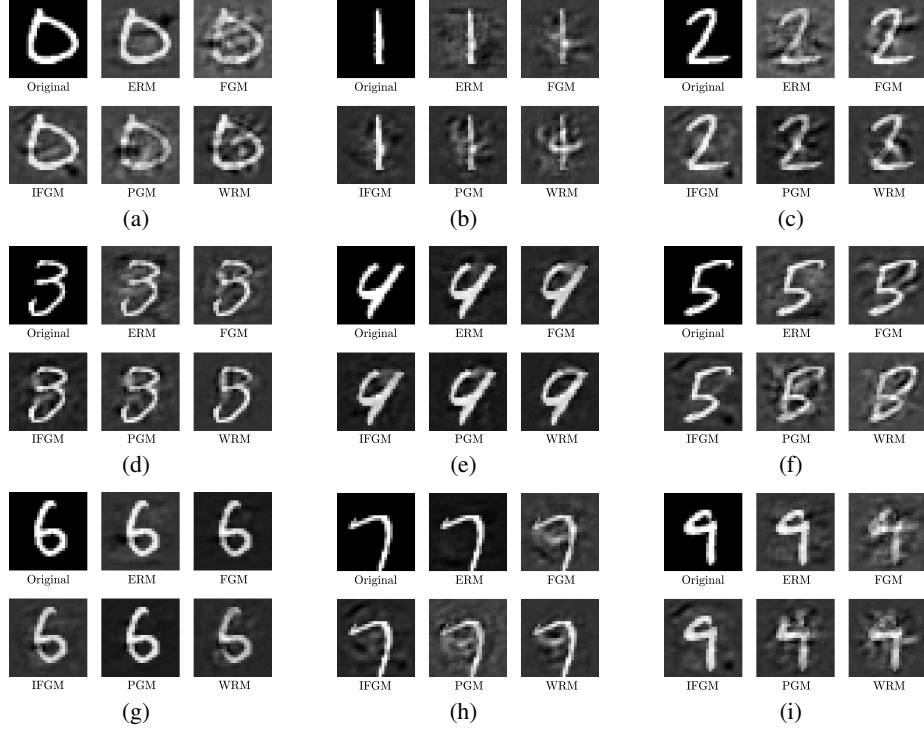 Original ERM FGM Original ERM FGM Original ERM FGM
IFGM PGM WRM IFGM PGM WRM IFGM PGM WRM
(a) (b) (c)
Original ERM FGM Original ERM FGM Original ERM FGM
IFGM PGM WRM IFGM PGM WRM IFGM PGM WRM
(d) (e) (f)
Original ERM FGM Original ERM FGM Original ERM FGM
IFGM PGM WRM IFGM PGM WRM IFGM PGM WRM
(g) (h) (i)